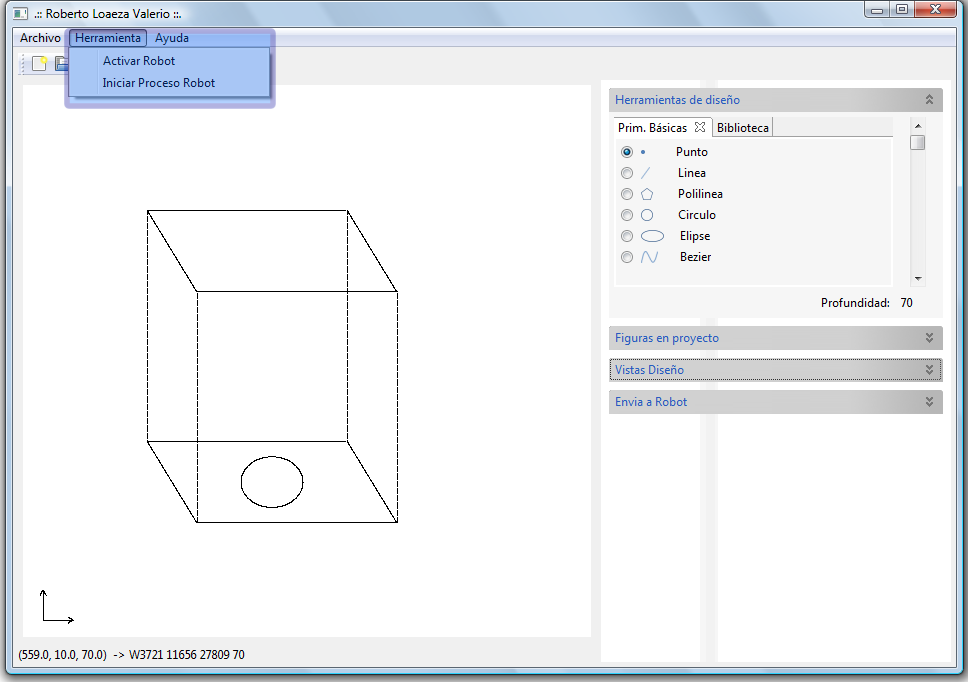 .:: Roberto Loaeza Valerio ::.
Archivo Herramienta Ayuda
Activar Robot
Iniciar Proceso Robot
Herramientas de diseño
Prim. Básicas Biblioteca
Punto
Linea
Polilinea
Circulo
Elipse
Bezier
Profundidad: 70
Figuras en proyecto
Vistas Diseño
Envia a Robot
(559.0, 10.0, 70.0) -> W3721 11656 27809 70